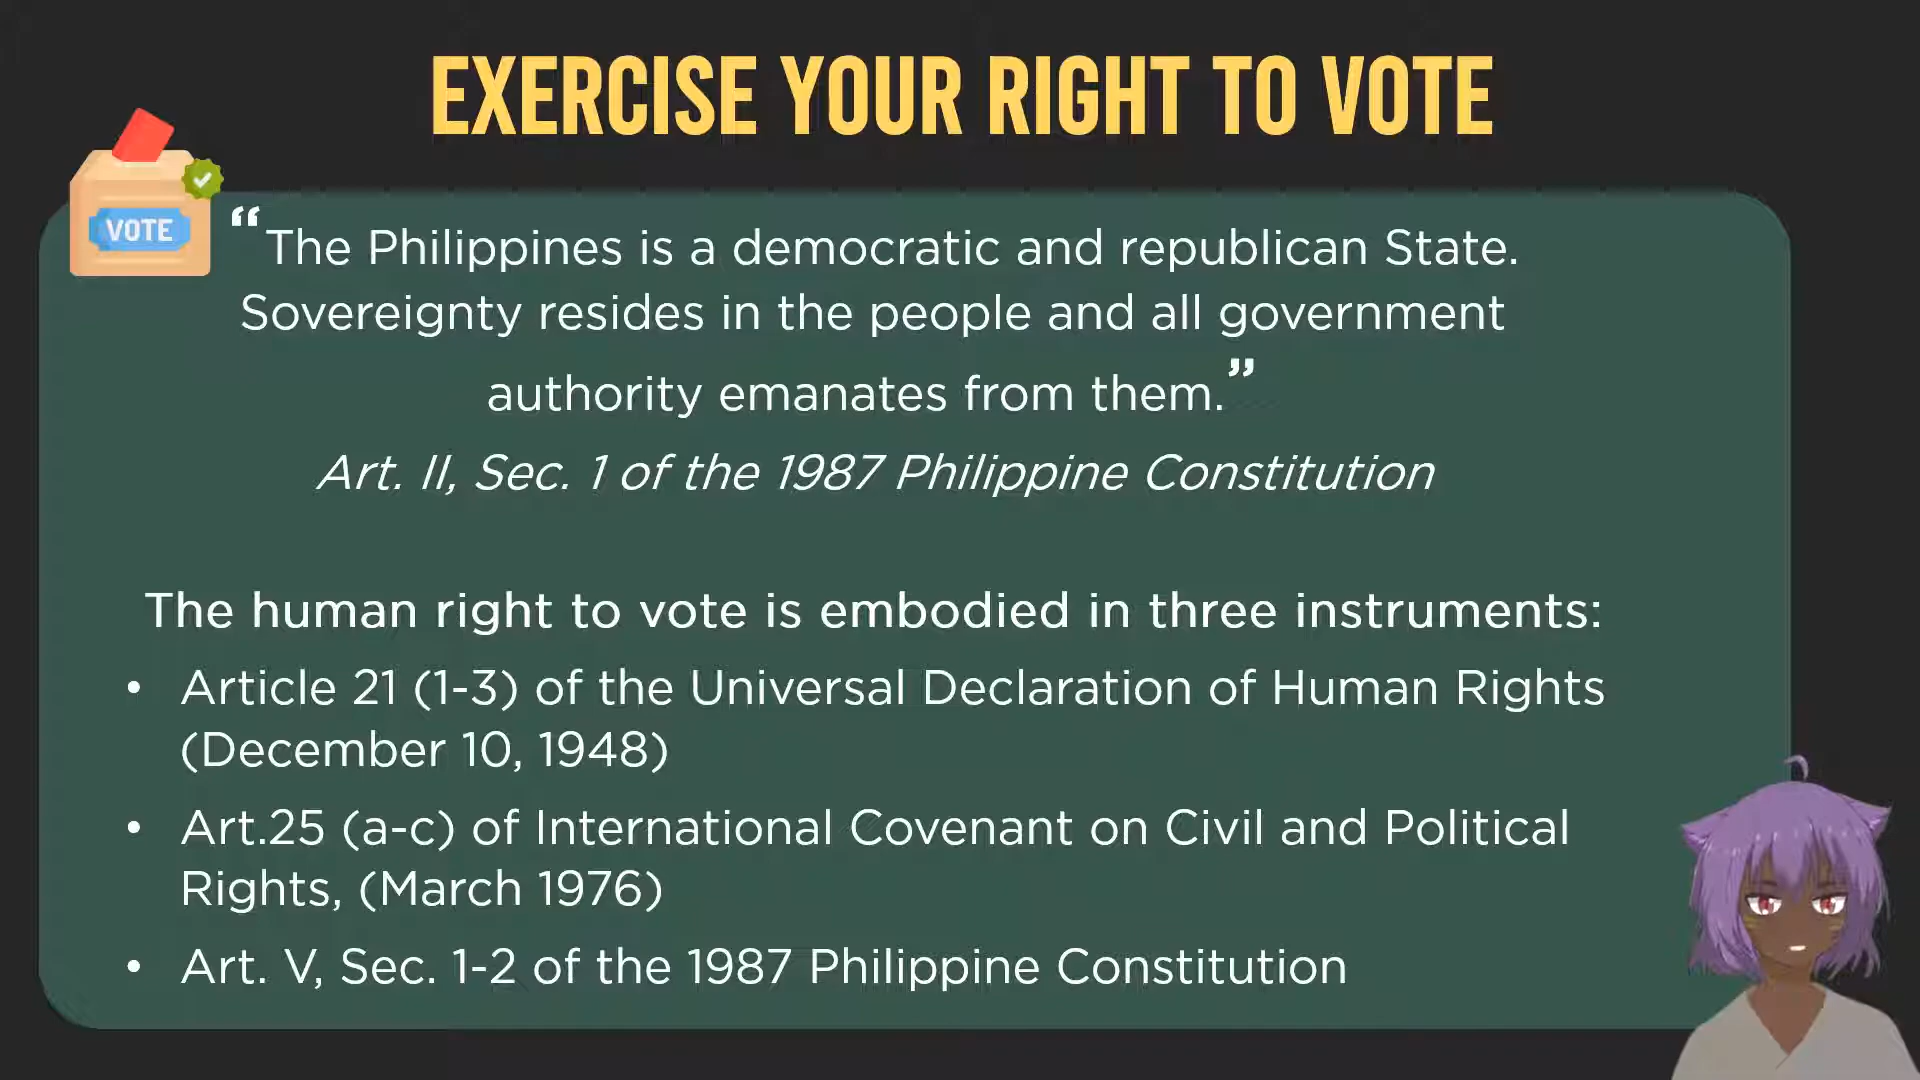 EXERCISE YOUR RIGHT TO VOTE
VOTE
“The Philippines is a democratic and republican State.
Sovereignty resides in the people and all government
authority emanates from them.”
Art. II, Sec. 1 of the 1987 Philippine Constitution
The human right to vote is embodied in three instruments:
• Article 21 (1-3) of the Universal Declaration of Human Rights
(December 10, 1948)
• Art.25 (a-c) of International Covenant on Civil and Political
Rights, (March 1976)
• Art. V, Sec. 1-2 of the 1987 Philippine Constitution